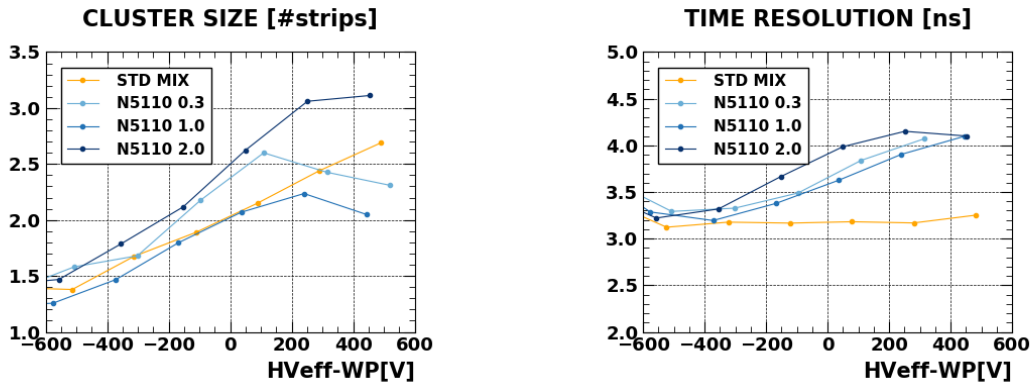 CLUSTER SIZE [#strips]
3.5
3.0
2.5
2.0
1.5
1.0
STD MIX
N5110 0.3
N5110 1.0
N5110 2.0
−600 −400 −200 0 200 400 600
HVeff-WP[V]
TIME RESOLUTION [ns]
5.0
4.5
4.0
3.5
3.0
2.5
2.0
STD MIX
N5110 0.3
N5110 1.0
N5110 2.0
−600 −400 −200 0 200 400 600
HVeff-WP[V]